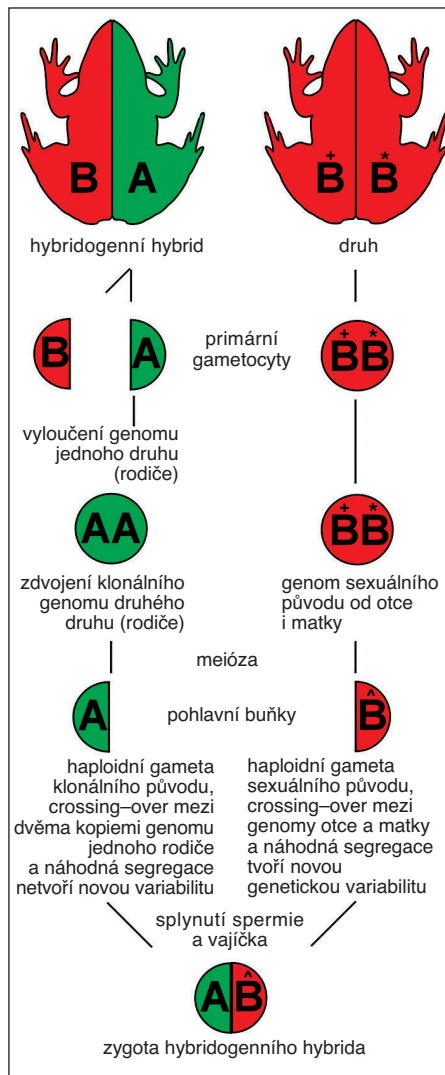 B A
+ *
B B
hybridogenní hybrid
druh
B
A
primární
gametocyty
+ *
BB
vyloučení genomu
jednoho druhu
(rodiče)
AA
+ *
BB
zdvojení klonálního
genomu druhého
druhu (rodiče)
genom sexuálního
původu od otce
i matky
meióza
A
pohlavní buňky
^
B
haploidní gameta
klonálního původu,
crossing–over mezi
dvěma kopiemi genomu
jednoho rodiče
a náhodná segregace
netvoří novou variabilitu
haploidní gameta
sexuálního původu,
crossing–over mezi
genomy otce a matky
a náhodná segregace
tvoří novou
genetickou variabilitu
splynutí spermie
a vajíčka
^
AB
zygota hybridogenního hybrida